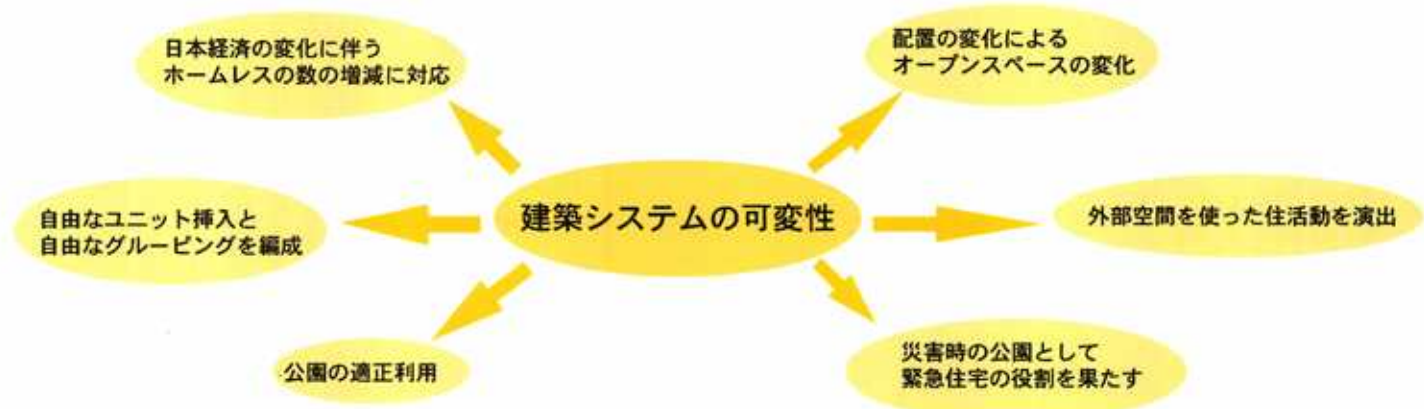 日本経済の変化に伴う
ホームレスの数の増減に対応
配置の変化による
オープンスペースの変化
建築システムの可変性
自由なユニット挿入と
自由なグルーピングを編成
外部空間を使った住活動を演出
公園の適正利用
災害時の公園として
緊急住宅の役割を果たす